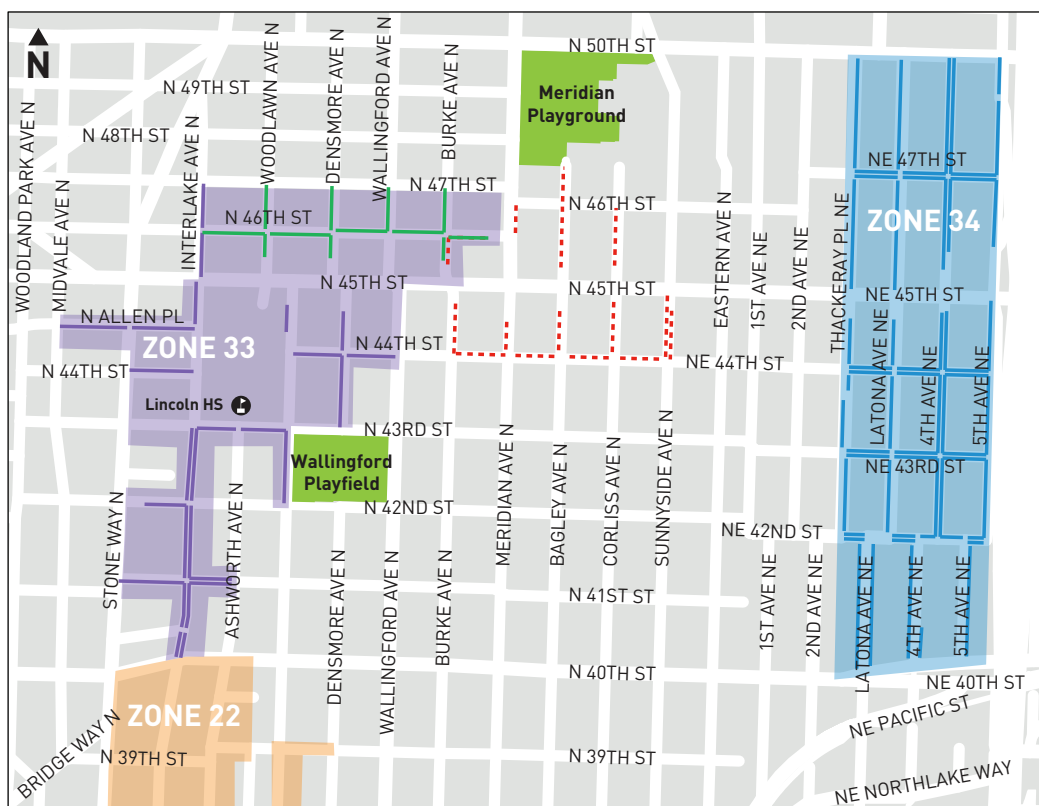 N 50TH ST
N
WOODLAND PARK AVE N
MIDVALE AVE N
INTERLAKE AVE N
WOODLAWN AVE N
DENSMORE AVE N
WALLINGFORD AVE N
BURKE AVE N
N 49TH ST
N 48TH ST
Meridian
Playground
N 47TH ST
NE 47TH ST
N 46TH ST
N 46TH ST
ZONE 34
EASTERN AVE N
1ST AVE NE
2ND AVE NE
THACKERAY PL NE
N 45TH ST
N 45TH ST
NE 45TH ST
N ALLEN PL
ZONE 33
N 44TH ST
NE 44TH ST
N 44TH ST
LATONA AVE NE
4TH AVE NE
5TH AVE NE
Lincoln HS
N 43RD ST
NE 43RD ST
Wallingford
Playfield
N 42ND ST
NE 42ND ST
STONE WAY N
ASHWORTH AVE N
MERIDIAN AVE N
BAGLEY AVE N
CORLISS AVE N
SUNNYSIDE AVE N
N 41ST ST
DENSMORE AVE N
WALLINGFORD AVE N
BURKE AVE N
1ST AVE NE
2ND AVE NE
LATONA AVE NE
4TH AVE NE
5TH AVE NE
N 40TH ST
NE 40TH ST
ZONE 22
BRIDGE WAY N
NE PACIFIC ST
N 39TH ST
N 39TH ST
NE NORTHLAKE WAY